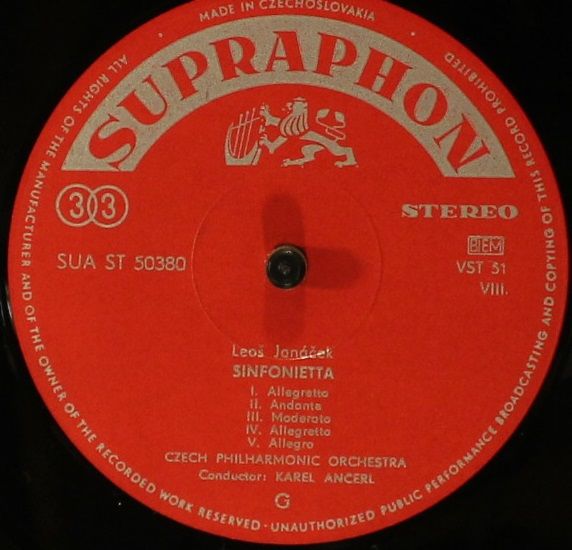 MADE IN CZECHOSLOVAKIA
ALL RIGHTS OF THE MANUFACTURER AND OF THE OWNER OF THE RECORDED WORK RESERVED · UNAUTHORIZED PUBLIC PERFORMANCE BROADCASTING AND COPYING OF THIS RECORD PROHIBITED
SUPRAPHON
33
STEREO
BIEM
SUA ST 50380
VST 51
VIII.
Leoš Janáček
SINFONIETTA
I. Allegretto
II. Andante
III. Moderato
IV. Allegretto
V. Allegro
CZECH PHILHARMONIC ORCHESTRA
Conductor: KAREL ANČERL
G